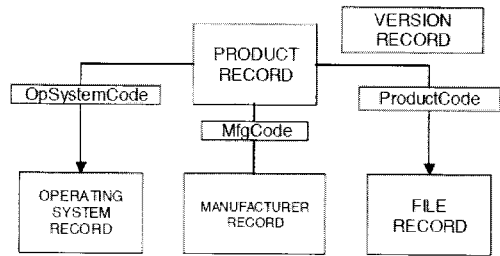 VERSION
RECORD
PRODUCT
RECORD
OpSystemCode
MfgCode
ProductCode
OPERATING
SYSTEM
RECORD
MANUFACTURER
RECORD
FILE
RECORD